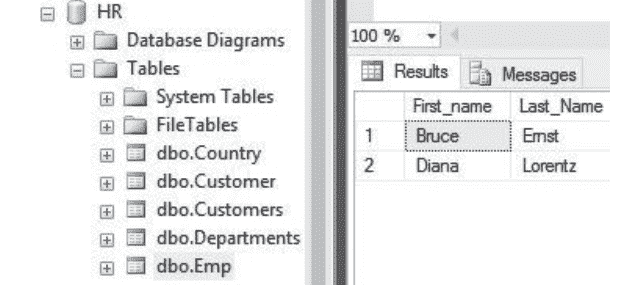 HR
Database Diagrams
Tables
System Tables
FileTables
dbo.Country
dbo.Customer
dbo.Customers
dbo.Departments
dbo.Emp
100 %
Results Messages
First_name Last_Name
1 Bruce Ernst
2 Diana Lorentz